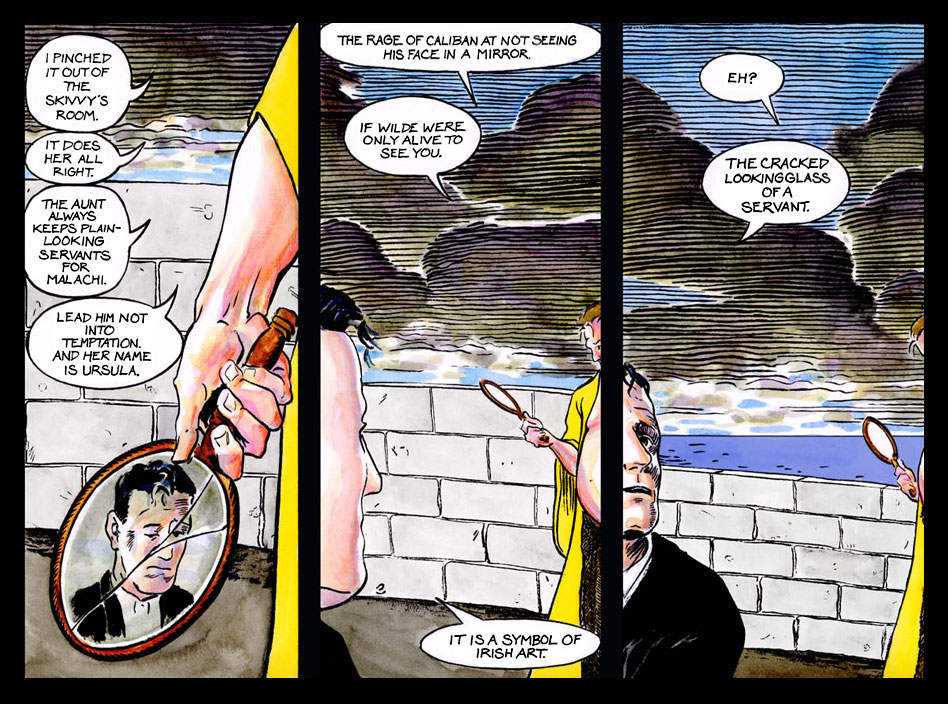 I PINCHED
IT OUT OF
THE
SKIVVY'S
ROOM.
IT DOES
HER ALL
RIGHT.
THE AUNT
ALWAYS
KEEPS PLAIN-
LOOKING
SERVANTS
FOR
MALACHI.
LEAD HIM NOT
INTO
TEMPTATION.
AND HER NAME
IS URSULA.
THE RAGE OF CALIBAN AT NOT SEEING
HIS FACE IN A MIRROR.
IF WILDE WERE
ONLY ALIVE TO
SEE YOU.
IT IS A SYMBOL OF
IRISH ART.
EH?
THE CRACKED
LOOKINGGLASS
OF A
SERVANT.